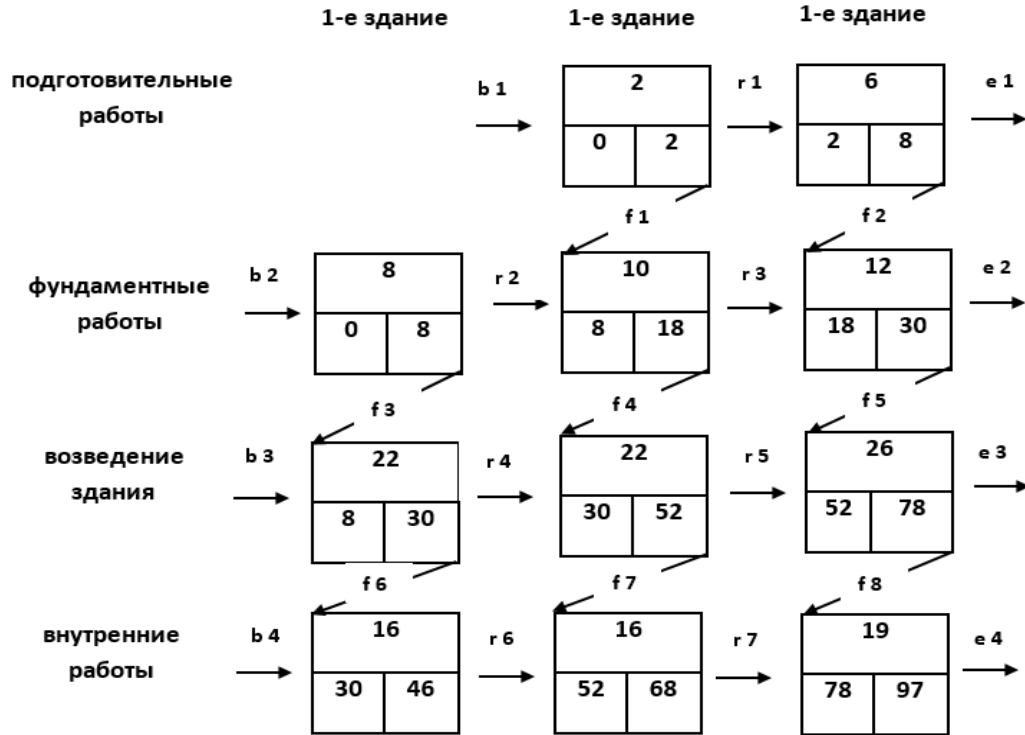 1-е здание 1-е здание 1-е здание
подготовительные
работы
b 1 2 r 1 6 e 1
0 2 2 8
f 1 f 2
фундаментные
работы
b 2 8 r 2 10 r 3 12 e 2
0 8 8 18 18 30
f 3 f 4 f 5
возведение
здания
b 3 22 r 4 22 r 5 26 e 3
8 30 30 52 52 78
f 6 f 7 f 8
внутренние
работы
b 4 16 r 6 16 r 7 19 e 4
30 46 52 68 78 97